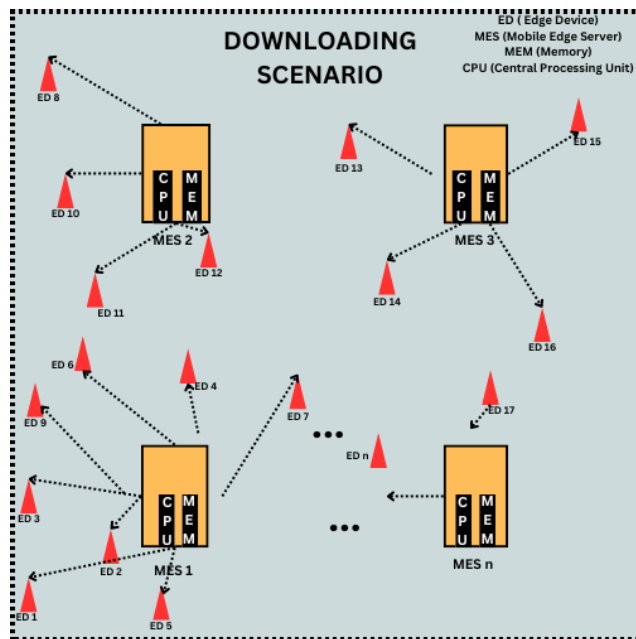 DOWNLOADING
SCENARIO
ED ( Edge Device)
MES (Mobile Edge Server)
MEM (Memory)
CPU (Central Processing Unit)
ED 8
ED 10
CPU
MEM
MES 2
ED 12
ED 11
ED 13
ED 15
CPU
MEM
MES 3
ED 14
ED 16
ED 6
ED 4
ED 9
ED 7
ED 3
ED 2
CPU
MEM
MES 1
ED 1
ED 5
...
ED n
...
ED 17
CPU
MEM
MES n